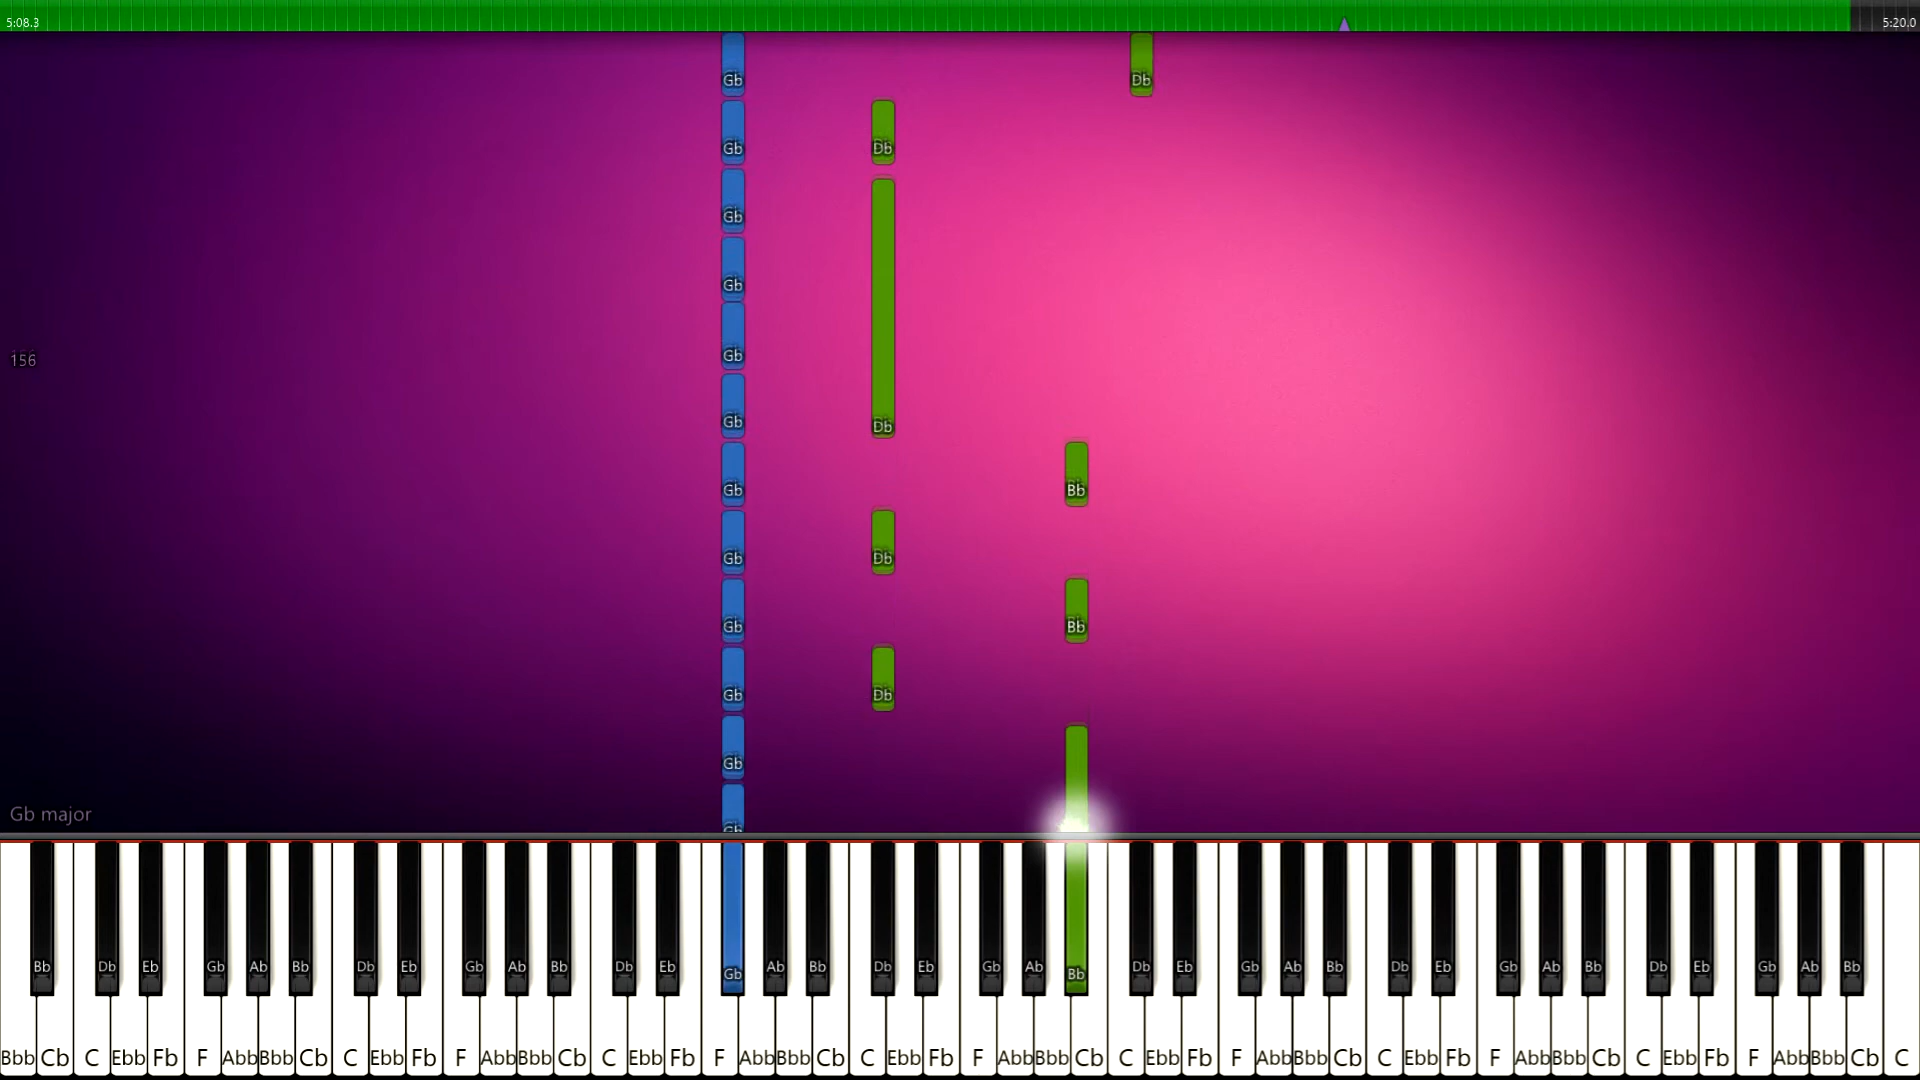 5:08.3 5:20.0
Gb Db
Gb Db
Gb
Gb
Gb
Gb Db
Gb Bb
Gb Db
156
Gb Bb
Gb Db
Gb
Gb major
Gb
Bb Db Eb Gb Ab Bb Db Eb Gb Ab Bb Db Eb Gb Ab Bb Db Eb Gb Ab Bb Db Eb Gb Ab Bb Db Eb Gb Ab Bb Db Eb Gb Ab Bb
Bbb Cb C Ebb Fb F Abb Bbb Cb C Ebb Fb F Abb Bbb Cb C Ebb Fb F Abb Bbb Cb C Ebb Fb F Abb Bbb Cb C Ebb Fb F Abb Bbb Cb C Ebb Fb F Abb Bbb Cb C Ebb Fb F Abb Bbb Cb C